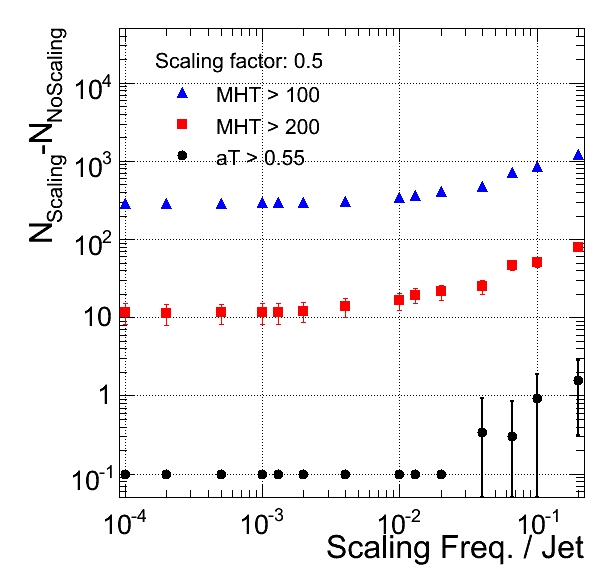 Scaling factor: 0.5
MHT > 100
MHT > 200
aT > 0.55
N_Scaling-N_NoScaling
10^4
10^3
10^2
10
1
10^-1
10^-4 10^-3 10^-2 10^-1
Scaling Freq. / Jet